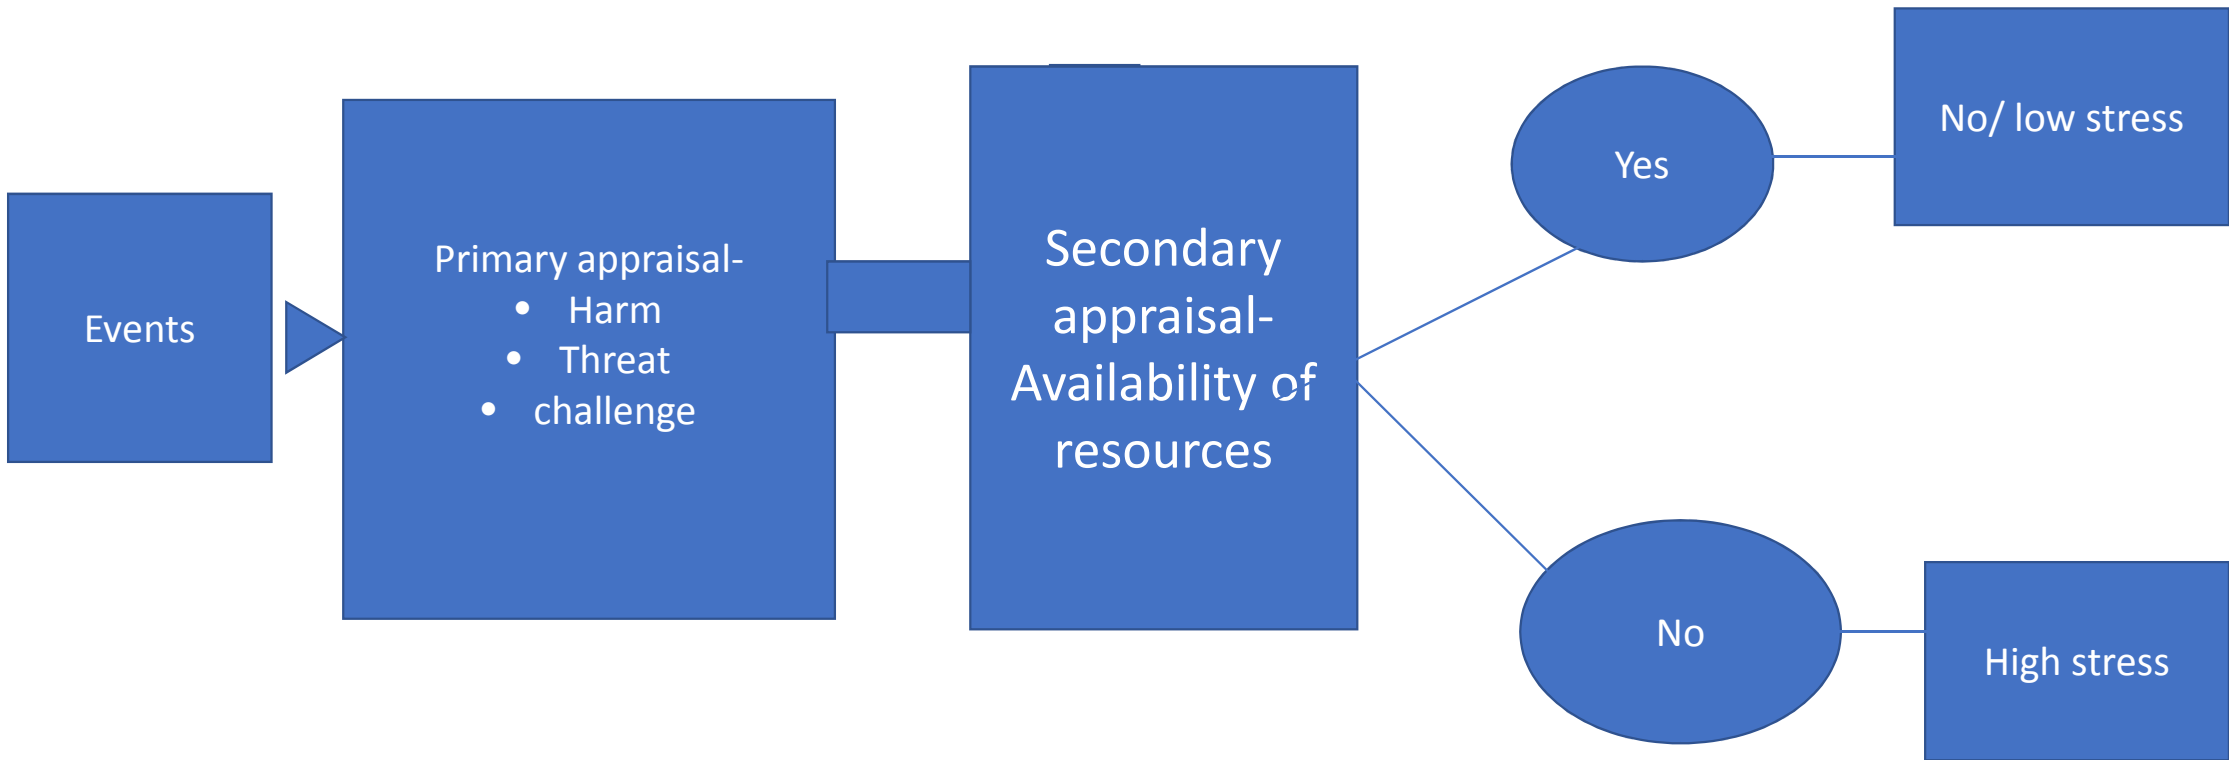 Events
Primary appraisal-
• Harm
• Threat
• challenge
Secondary
appraisal-
Availability of
resources
Yes
No/ low stress
No
High stress